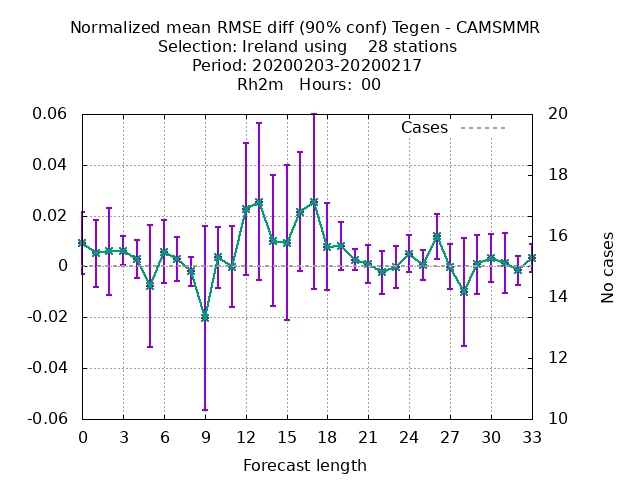 Normalized mean RMSE diff (90% conf) Tegen - CAMSMMR
Selection: Ireland using    28 stations
Period: 20200203-20200217
Rh2m   Hours:  00
Cases
0.06
0.04
0.02
0
-0.02
-0.04
-0.06
20
18
16
14
12
10
No cases
0 3 6 9 12 15 18 21 24 27 30 33
Forecast length